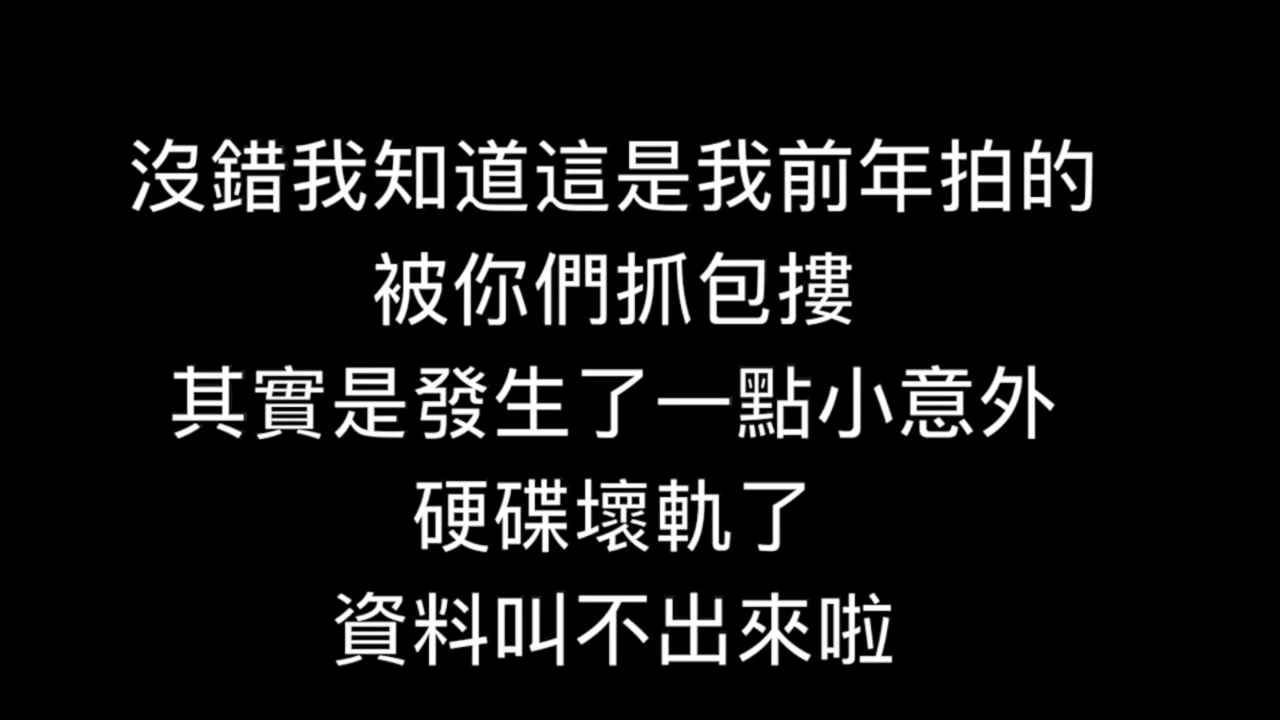 沒錯我知道這是我前年拍的
被你們抓包摟
其實是發生了一點小意外
硬碟壞軌了
資料叫不出來啦